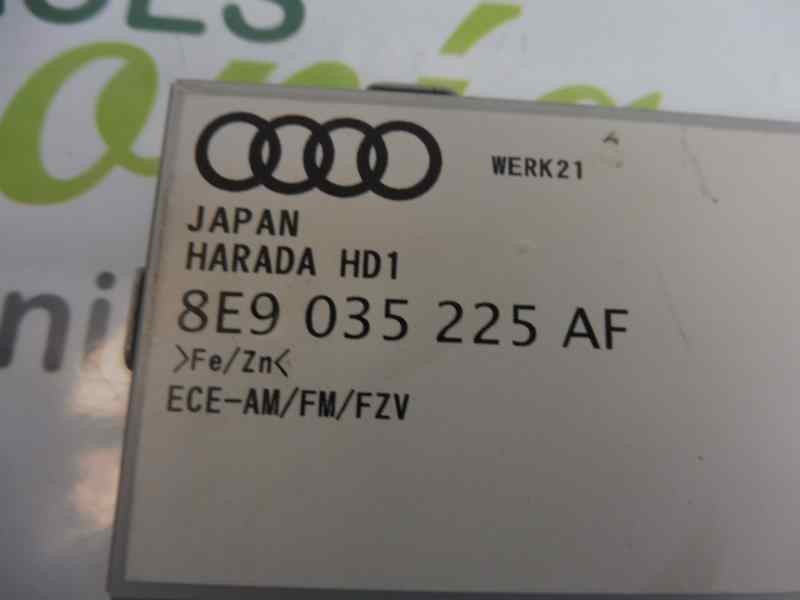 WERK21
JAPAN
HARADA HD1
8E9 035 225 AF
>Fe/Zn<
ECE-AM/FM/FZV